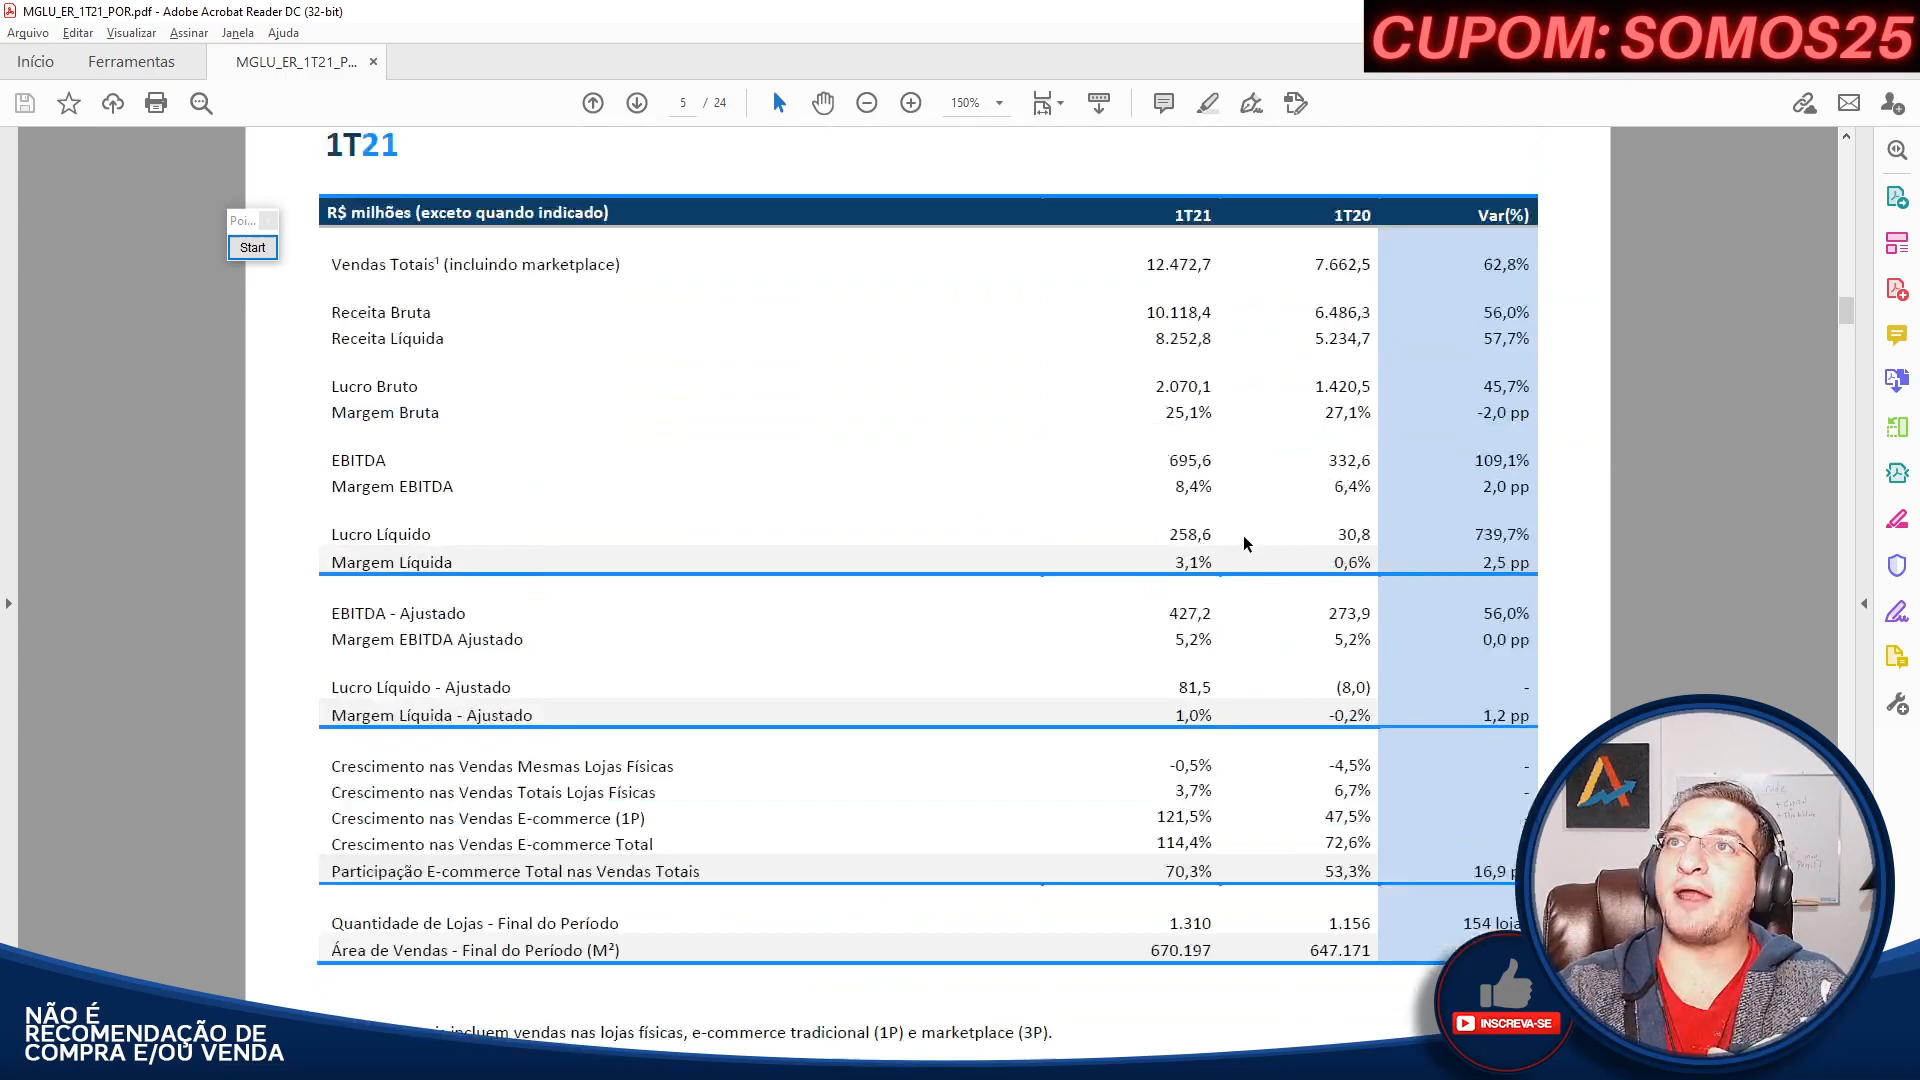 MGLU_ER_1T21_POR.pdf - Adobe Acrobat Reader DC (32-bit)
Arquivo Editar Visualizar Assinar Janela Ajuda
CUPOM: SOMOS25
Início Ferramentas MGLU_ER_1T21_P... ×
5 / 24 150%
1T21
Poi...
Start
R$ milhões (exceto quando indicado) 1T21 1T20 Var(%)
Vendas Totais¹ (incluindo marketplace) 12.472,7 7.662,5 62,8%
Receita Bruta 10.118,4 6.486,3 56,0%
Receita Líquida 8.252,8 5.234,7 57,7%
Lucro Bruto 2.070,1 1.420,5 45,7%
Margem Bruta 25,1% 27,1% -2,0 pp
EBITDA 695,6 332,6 109,1%
Margem EBITDA 8,4% 6,4% 2,0 pp
Lucro Líquido 258,6 30,8 739,7%
Margem Líquida 3,1% 0,6% 2,5 pp
EBITDA - Ajustado 427,2 273,9 56,0%
Margem EBITDA Ajustado 5,2% 5,2% 0,0 pp
Lucro Líquido - Ajustado 81,5 (8,0) -
Margem Líquida - Ajustado 1,0% -0,2% 1,2 pp
Crescimento nas Vendas Mesmas Lojas Físicas -0,5% -4,5% -
Crescimento nas Vendas Totais Lojas Físicas 3,7% 6,7% -
Crescimento nas Vendas E-commerce (1P) 121,5% 47,5%
Crescimento nas Vendas E-commerce Total 114,4% 72,6%
Participação E-commerce Total nas Vendas Totais 70,3% 53,3% 16,9
Quantidade de Lojas - Final do Período 1.310 1.156 154
Área de Vendas - Final do Período (M²) 670.197 647.171
incluem vendas nas lojas físicas, e-commerce tradicional (1P) e marketplace (3P).
NÃO É
RECOMENDAÇÃO DE
COMPRA E/OU VENDA
INSCREVA-SE